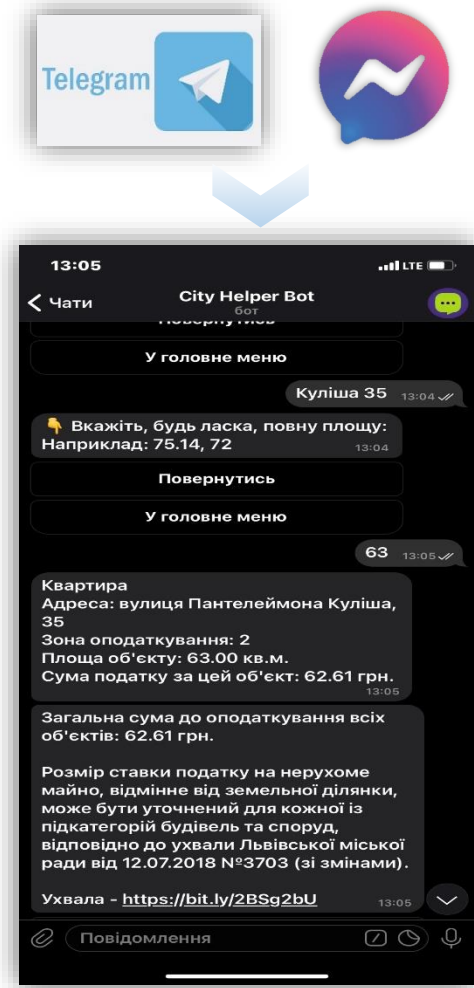 Telegram
13:05
LTE
Чати
City Helper Bot
бот
Повернутись
У головне меню
Куліша 35 13:04
Вкажіть, будь ласка, повну площу:
Наприклад: 75.14, 72 13:04
Повернутись
У головне меню
63 13:05
Квартира
Адреса: вулиця Пантелеймона Куліша,
35
Зона оподаткування: 2
Площа об'єкту: 63.00 кв.м.
Сума податку за цей об'єкт: 62.61 грн.
13:05
Загальна сума до оподаткування всіх
об'єктів: 62.61 грн.
Розмір ставки податку на нерухоме
майно, відмінне від земельної ділянки,
може бути уточнений для кожної із
підкатегорій будівель та споруд,
відповідно до ухвали Львівської міської
ради від 12.07.2018 №3703 (зі змінами).
Ухвала - https://bit.ly/2BSg2bU 13:05
Повідомлення